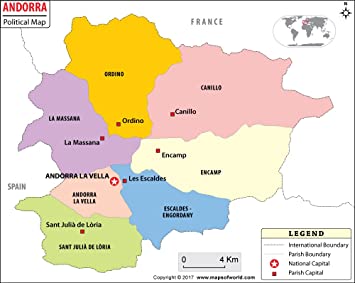 ANDORRA
Political Map
FRANCE
N
ORDINO
CANILLO
Ordino
Canillo
LA MASSANA
La Massana
Encamp
ENCAMP
ANDORRA LA VELLA
Les Escaldes
SPAIN
ANDORRA
LA VELLA
ESCALDES -
ENGORDANY
Sant Julià de Lòria
SANT JULIÀ DE LÒRIA
LEGEND
International Boundary
Parish Boundary
National Capital
Parish Capital
0 4 Km
Copyright © 2017 www.mapsofworld.com